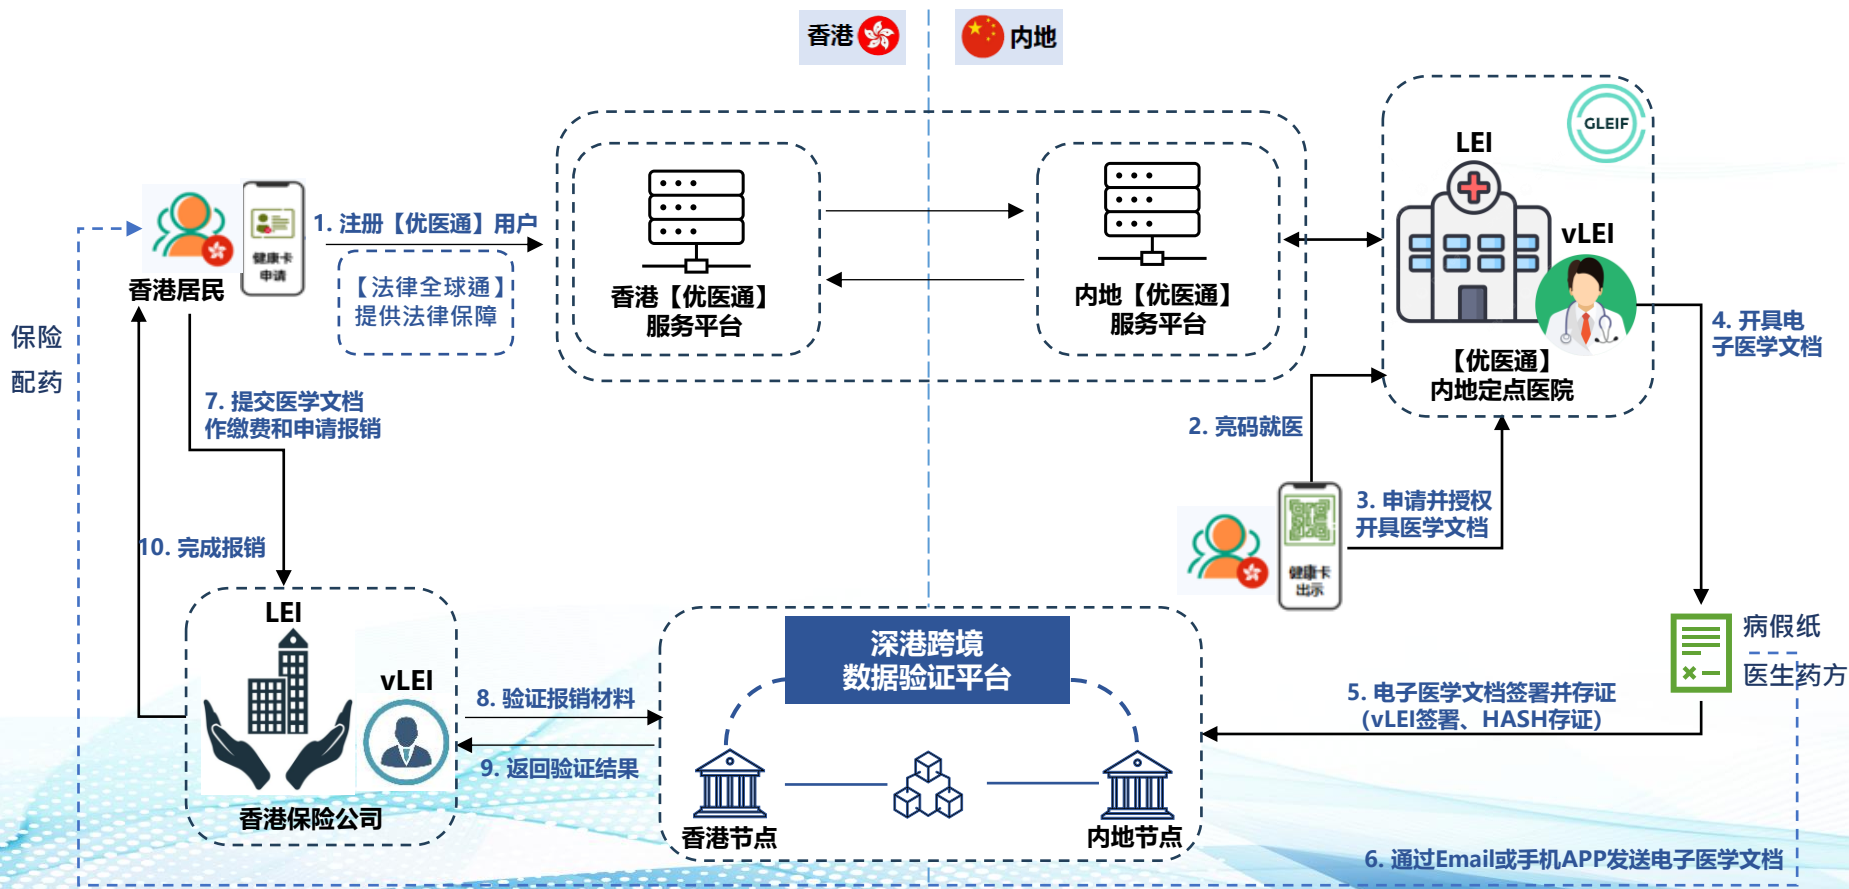 香港
内地
GLEIF
LEI
vLEI
健康卡
申请
香港居民
1. 注册【优医通】用户
【法律全球通】
提供法律保障
香港【优医通】
服务平台
内地【优医通】
服务平台
【优医通】
内地定点医院
4. 开具电
子医学文档
保险
配药
7. 提交医学文档
作缴费和申请报销
2. 亮码就医
3. 申请并授权
开具医学文档
健康卡
出示
10. 完成报销
LEI
vLEI
香港保险公司
8. 验证报销材料
9. 返回验证结果
深港跨境
数据验证平台
香港节点
内地节点
病假纸
医生药方
5. 电子医学文档签署并存证
（vLEI签署、HASH存证）
6. 通过Email或手机APP发送电子医学文档